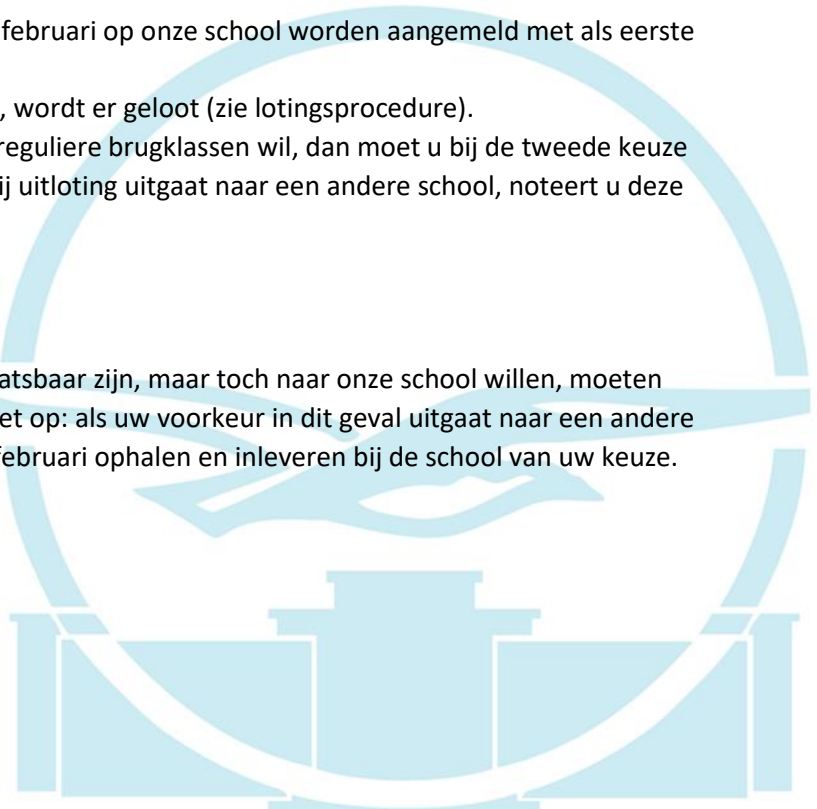 februari op onze school worden aangemeld met als eerste
, wordt er geloot (zie lotingsprocedure).
reguliere brugklassen wil, dan moet u bij de tweede keuze
ij uitloting uitgaat naar een andere school, noteert u deze
atsbaar zijn, maar toch naar onze school willen, moeten
et op: als uw voorkeur in dit geval uitgaat naar een andere
februari ophalen en inleveren bij de school van uw keuze.